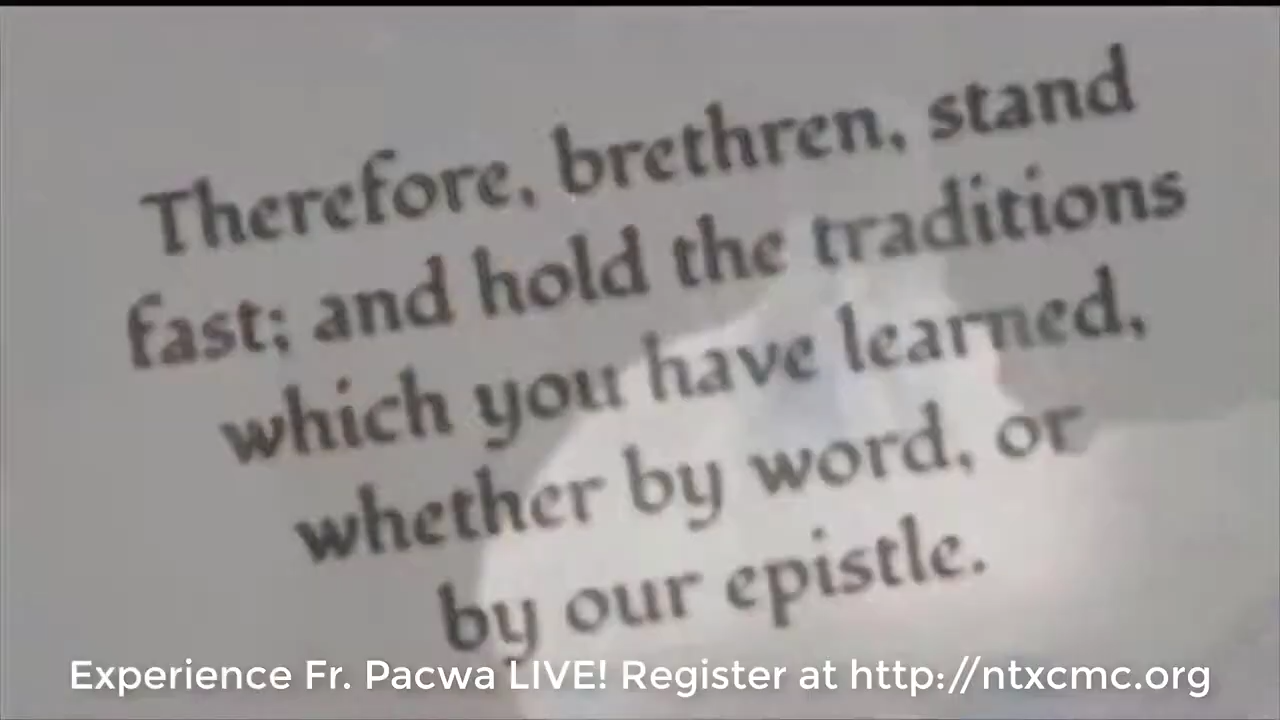 Therefore, brethren, stand
fast; and hold the traditions
which you have learned,
whether by word, or
by our epistle.
Experience Fr. Pacwa LIVE! Register at http://ntxcmc.org